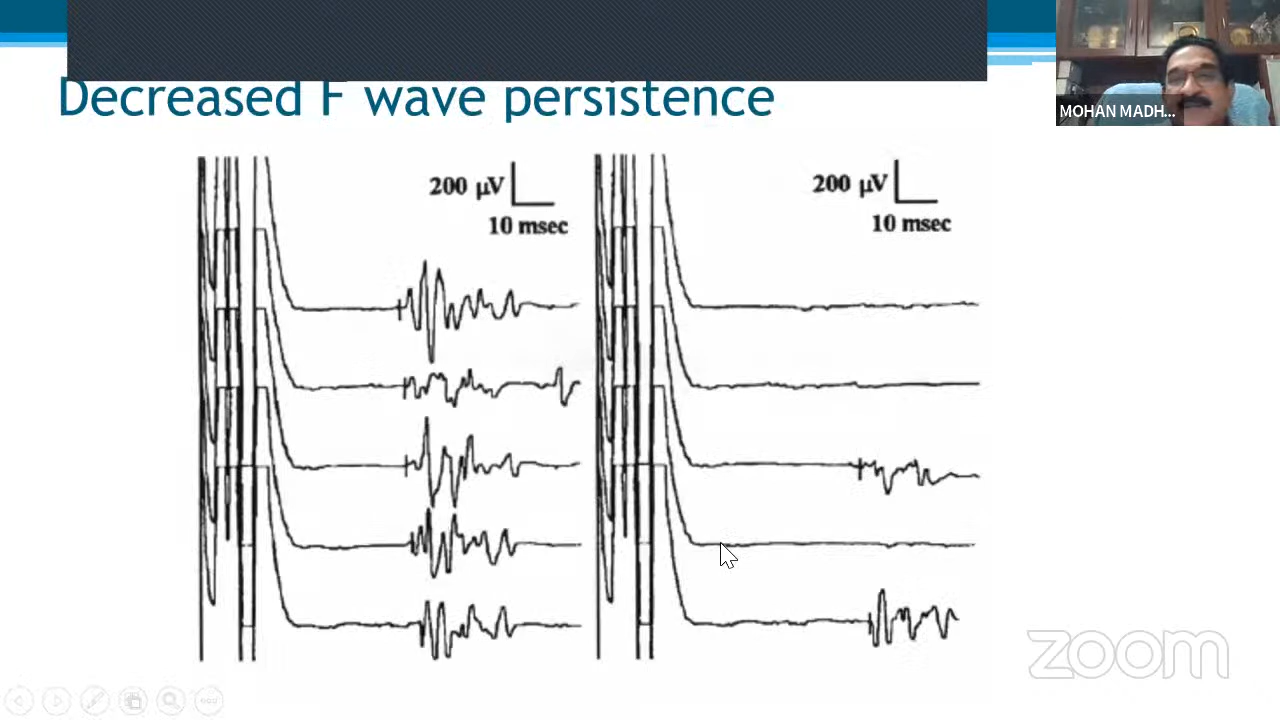 Decreased F wave persistence
MOHAN MADH...
200 μV
10 msec
200 μV
10 msec
zoom